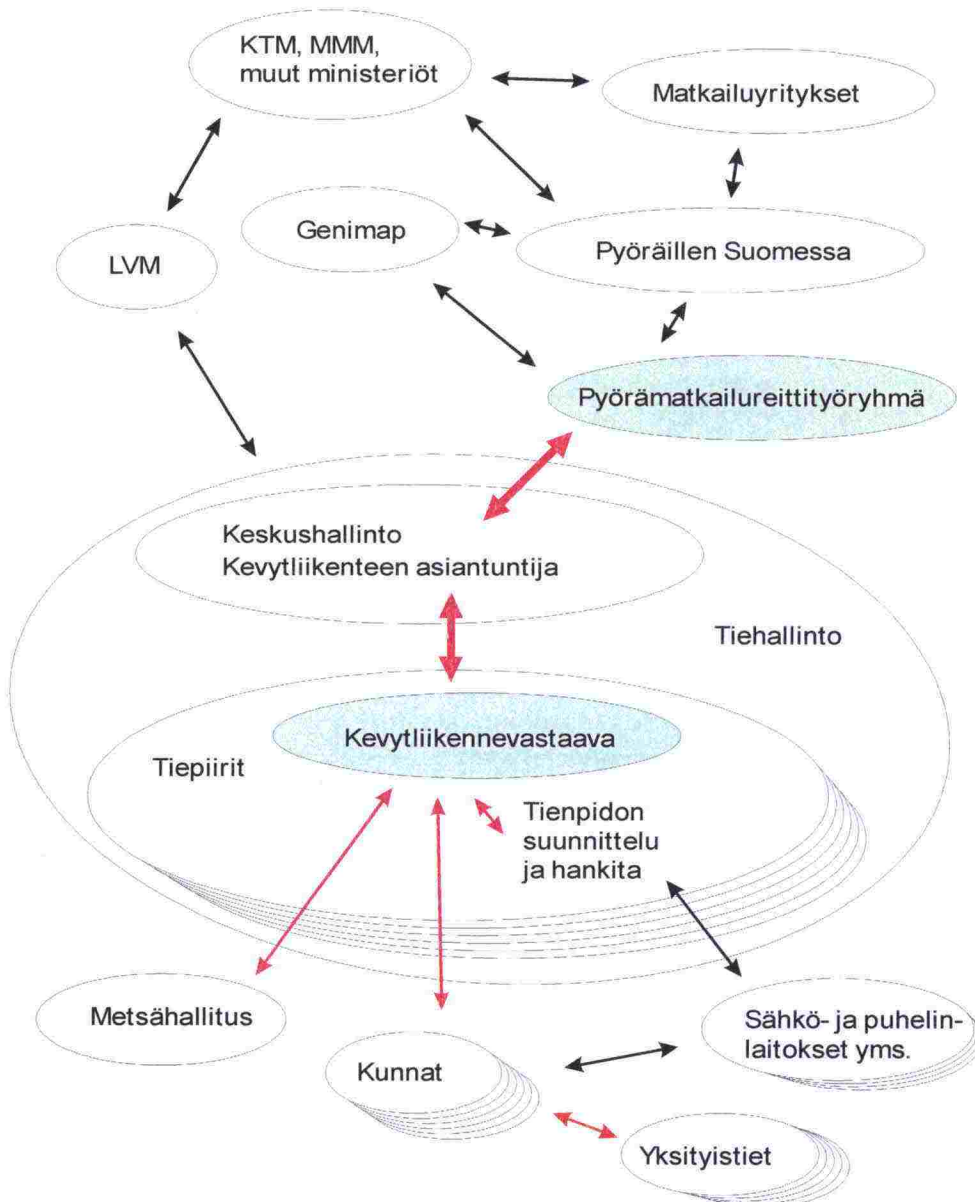 KTM, MMM,
muut ministeriöt
Matkailuyritykset
Genimap
Pyöräillen Suomessa
LVM
Pyörämatkailureittityöryhmä
Keskushallinto
Kevytliikenteen asiantuntija
Tiehallinto
Kevytliikennevastaava
Tiepiirit
Tienpidon
suunnittelu
ja hankita
Metsähallitus
Sähkö- ja puhelin-
laitokset yms.
Kunnat
Yksityistiet